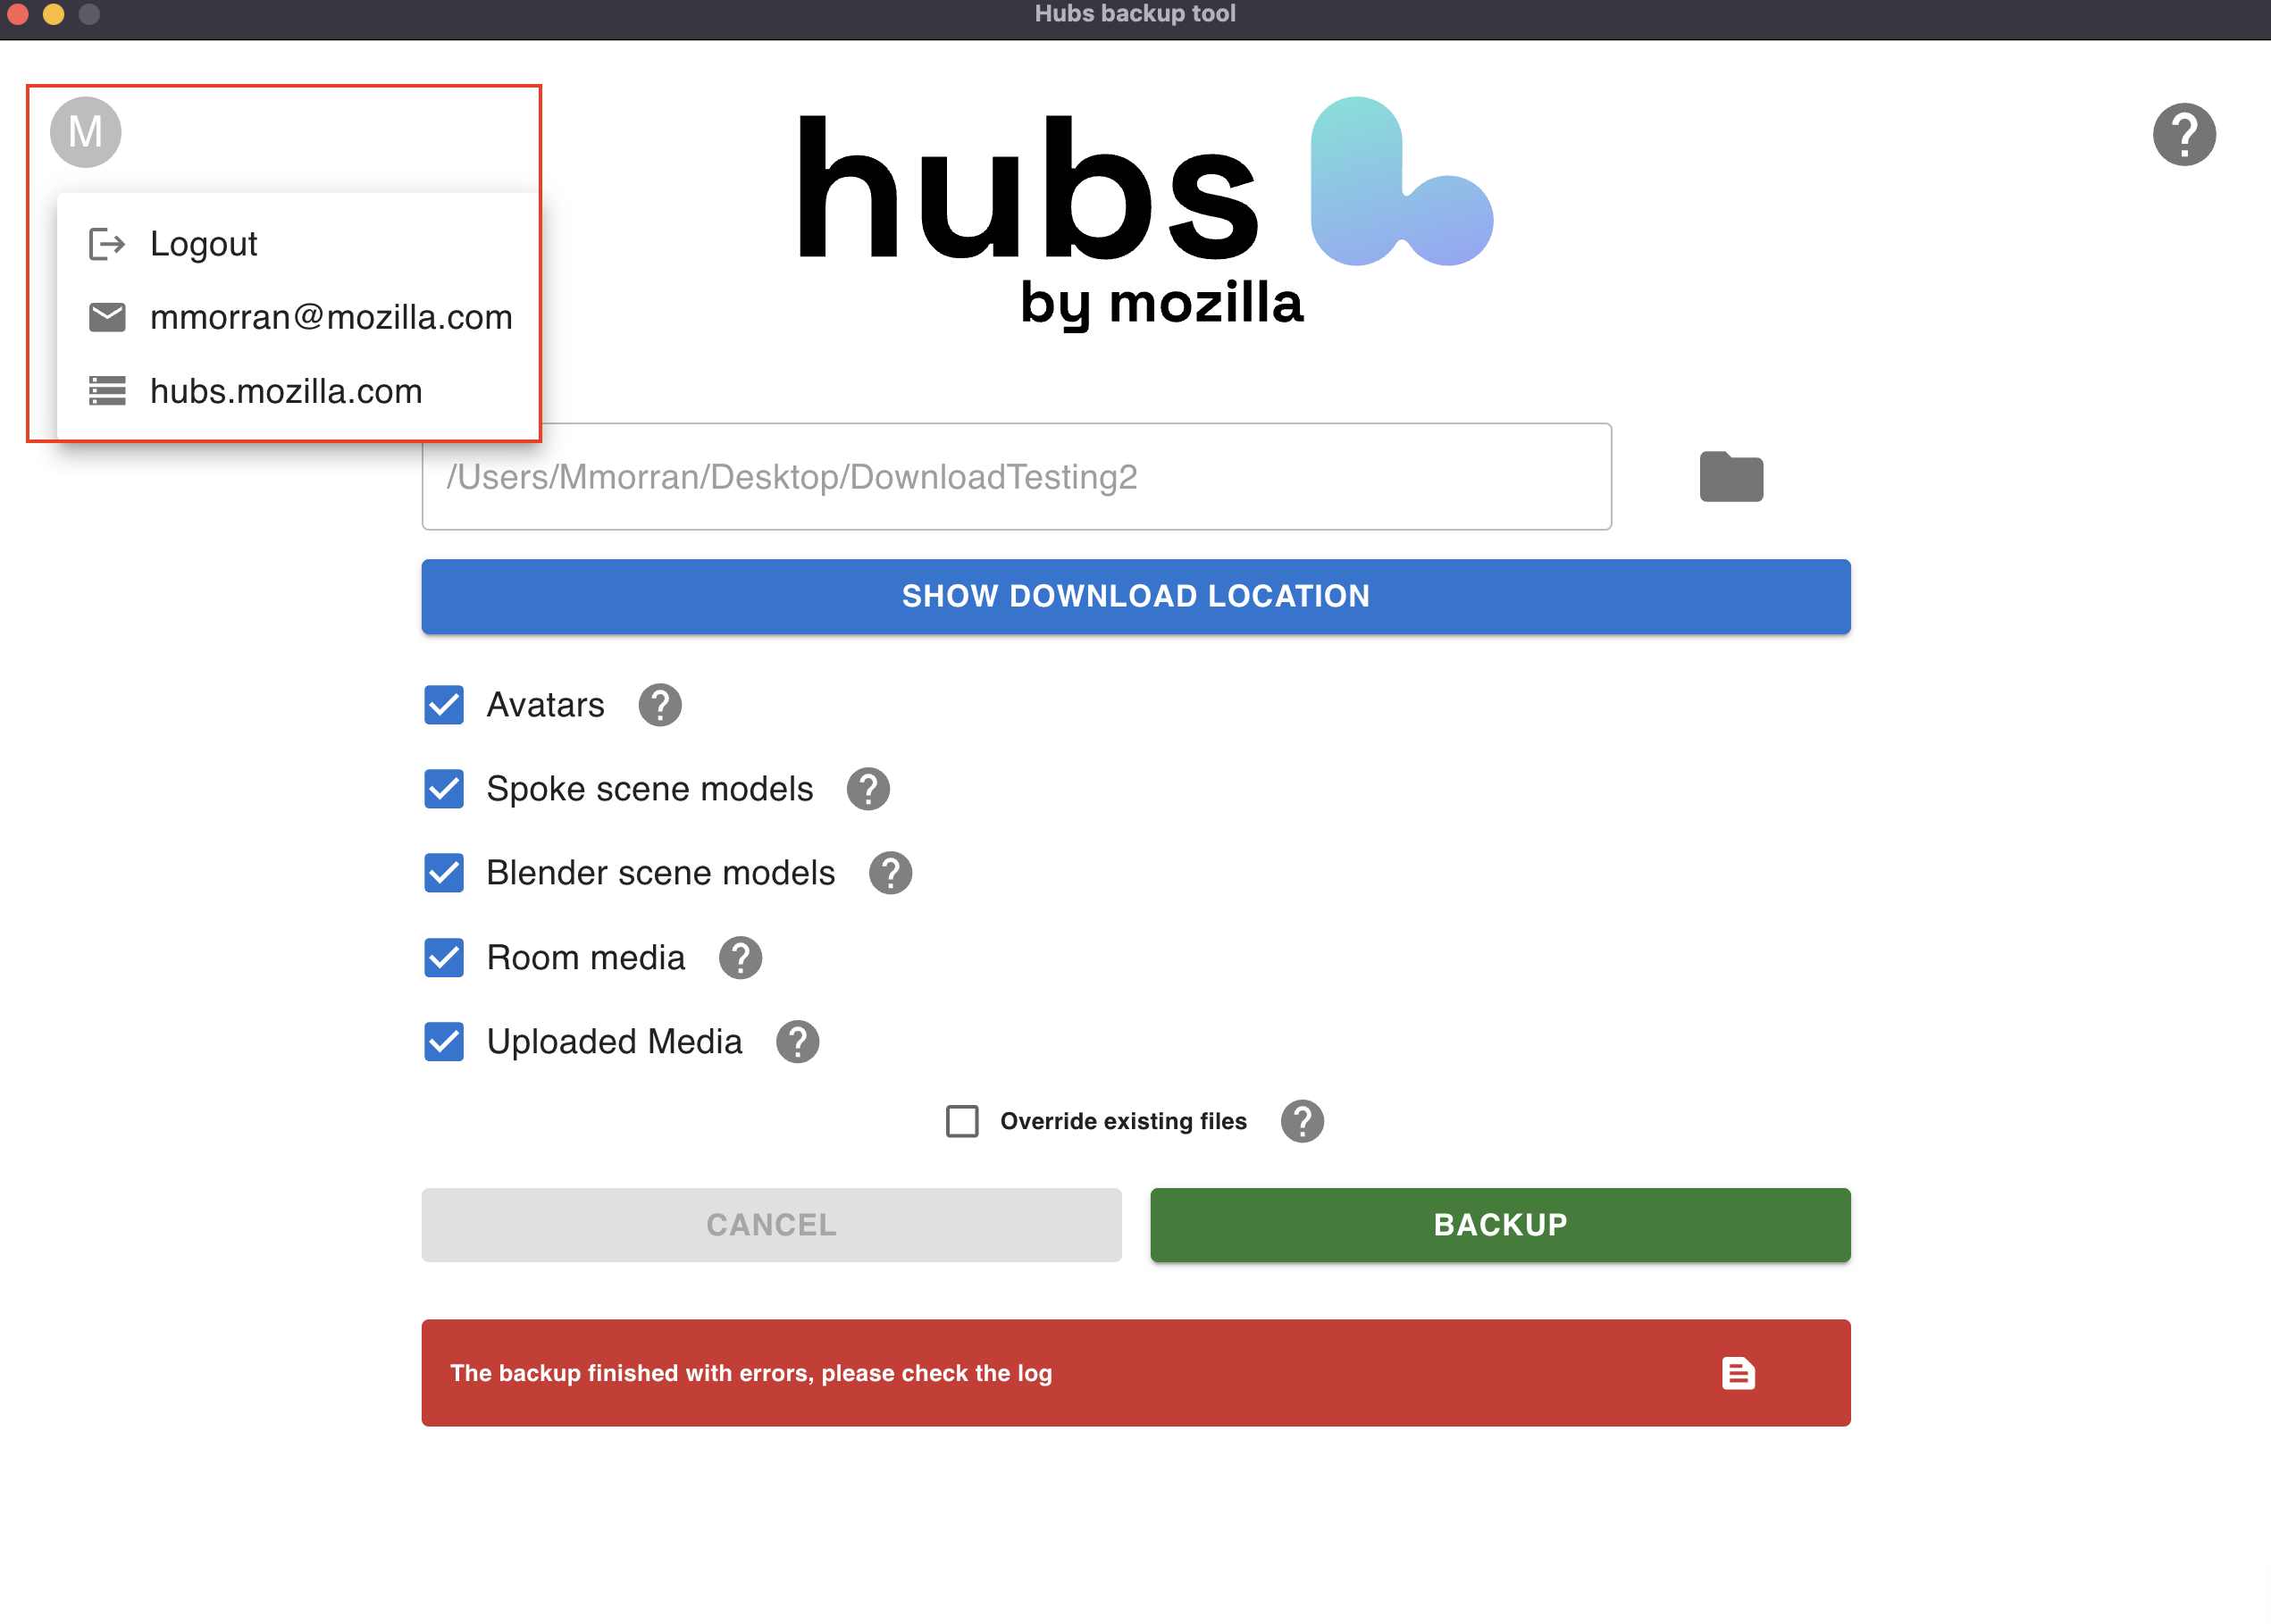 Hubs backup tool
M
Logout
mmorran@mozilla.com
hubs.mozilla.com
hubs
by mozilla
?
/Users/Mmorran/Desktop/DownloadTesting2
SHOW DOWNLOAD LOCATION
Avatars ?
Spoke scene models ?
Blender scene models ?
Room media ?
Uploaded Media ?
Override existing files ?
CANCEL
BACKUP
The backup finished with errors, please check the log